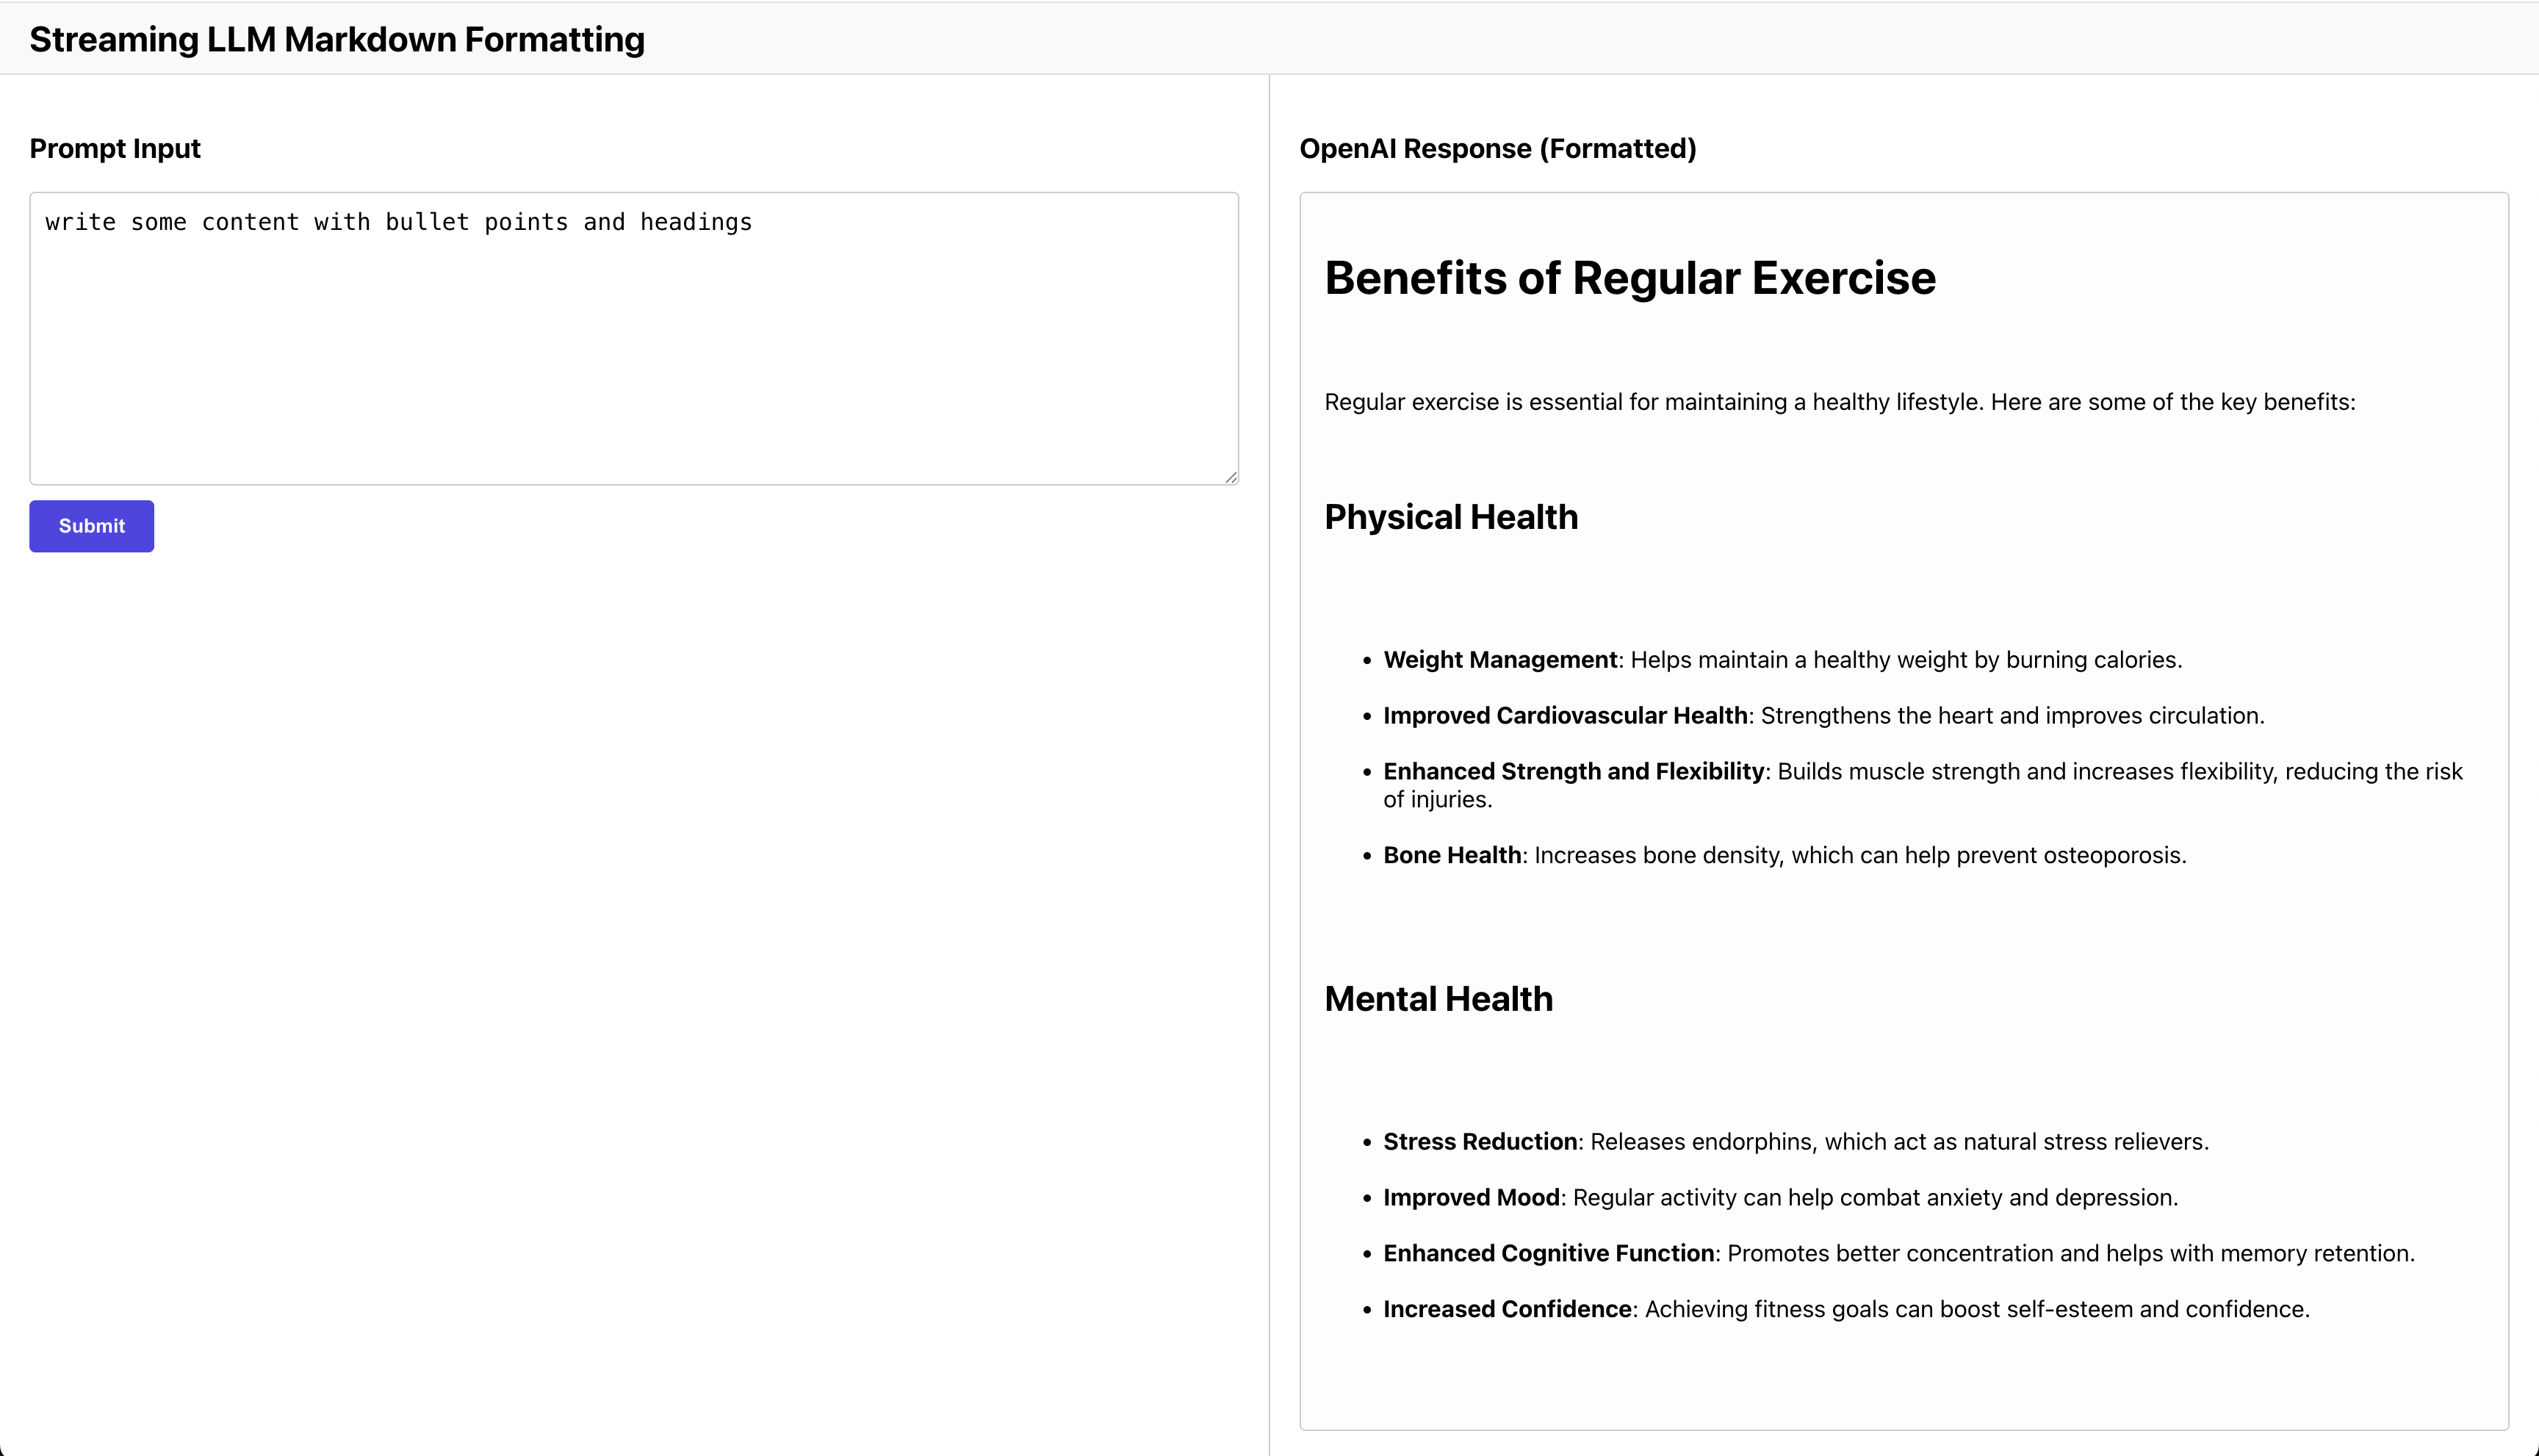 Streaming LLM Markdown Formatting
Prompt Input
write some content with bullet points and headings
Submit
OpenAI Response (Formatted)
Benefits of Regular Exercise
Regular exercise is essential for maintaining a healthy lifestyle. Here are some of the key benefits:
Physical Health
• Weight Management: Helps maintain a healthy weight by burning calories.
• Improved Cardiovascular Health: Strengthens the heart and improves circulation.
• Enhanced Strength and Flexibility: Builds muscle strength and increases flexibility, reducing the risk
of injuries.
• Bone Health: Increases bone density, which can help prevent osteoporosis.
Mental Health
• Stress Reduction: Releases endorphins, which act as natural stress relievers.
• Improved Mood: Regular activity can help combat anxiety and depression.
• Enhanced Cognitive Function: Promotes better concentration and helps with memory retention.
• Increased Confidence: Achieving fitness goals can boost self-esteem and confidence.